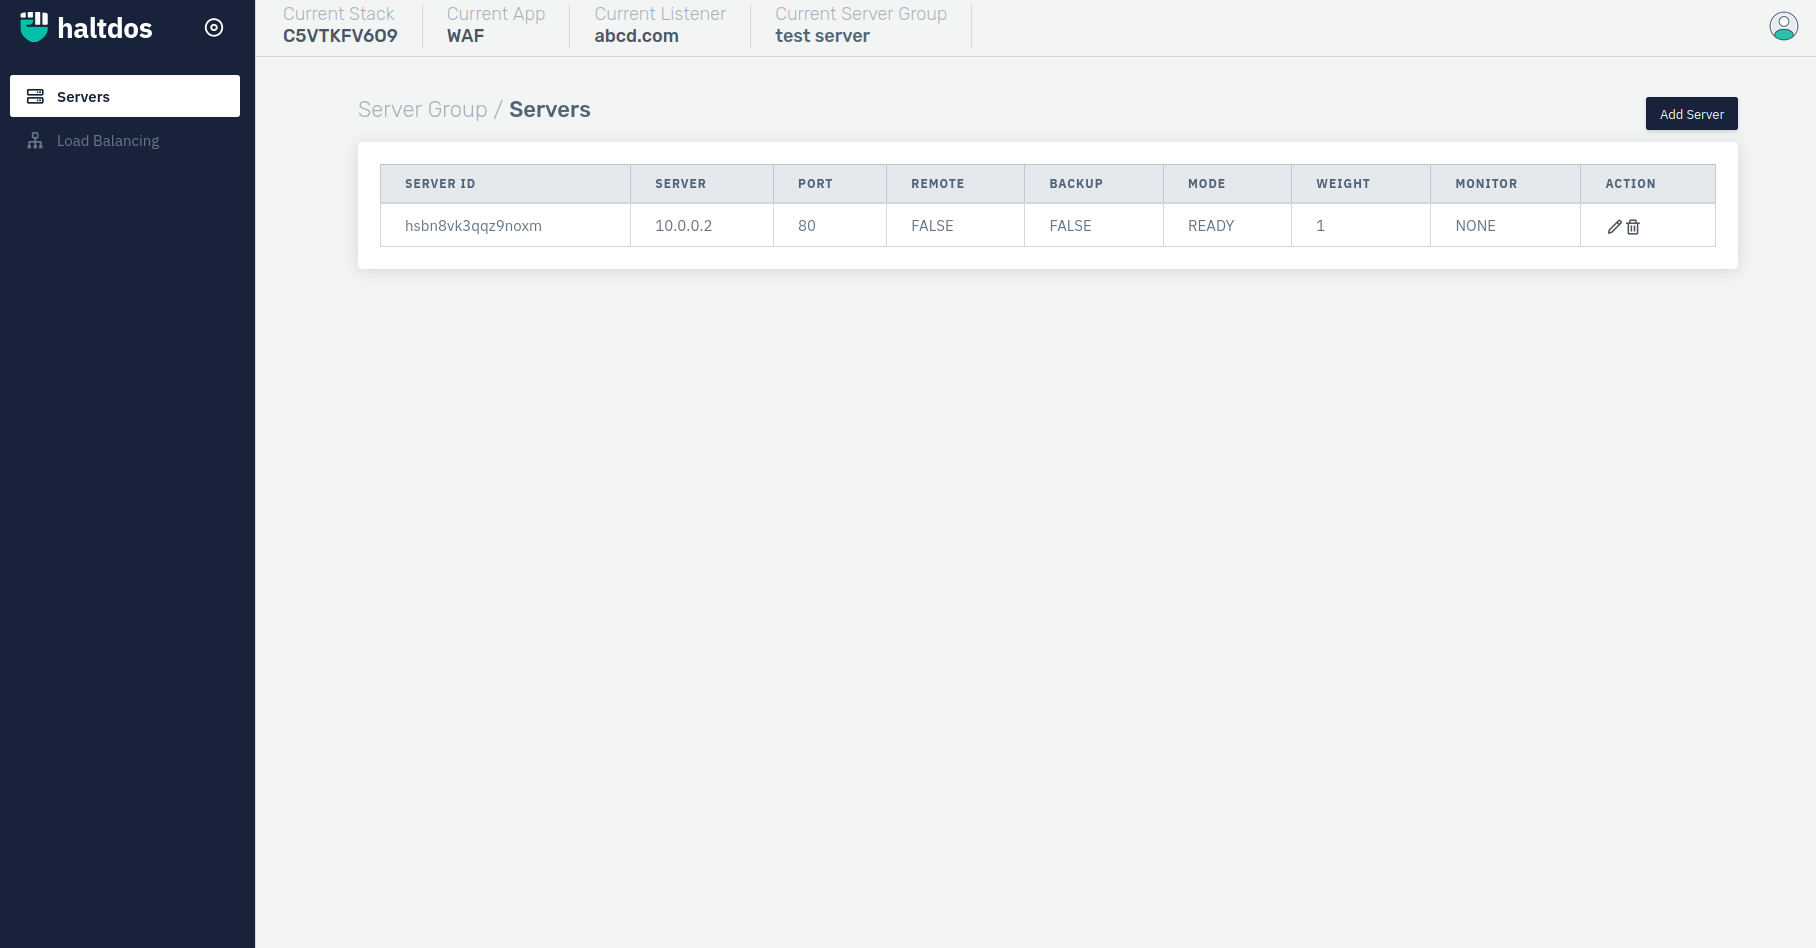 haltdos
Servers
Load Balancing
Current Stack
C5VTKFV6O9
Current App
WAF
Current Listener
abcd.com
Current Server Group
test server
Server Group / Servers
Add Server
SERVER ID SERVER PORT REMOTE BACKUP MODE WEIGHT MONITOR ACTION
hsbn8vk3qqz9noxm 10.0.0.2 80 FALSE FALSE READY 1 NONE